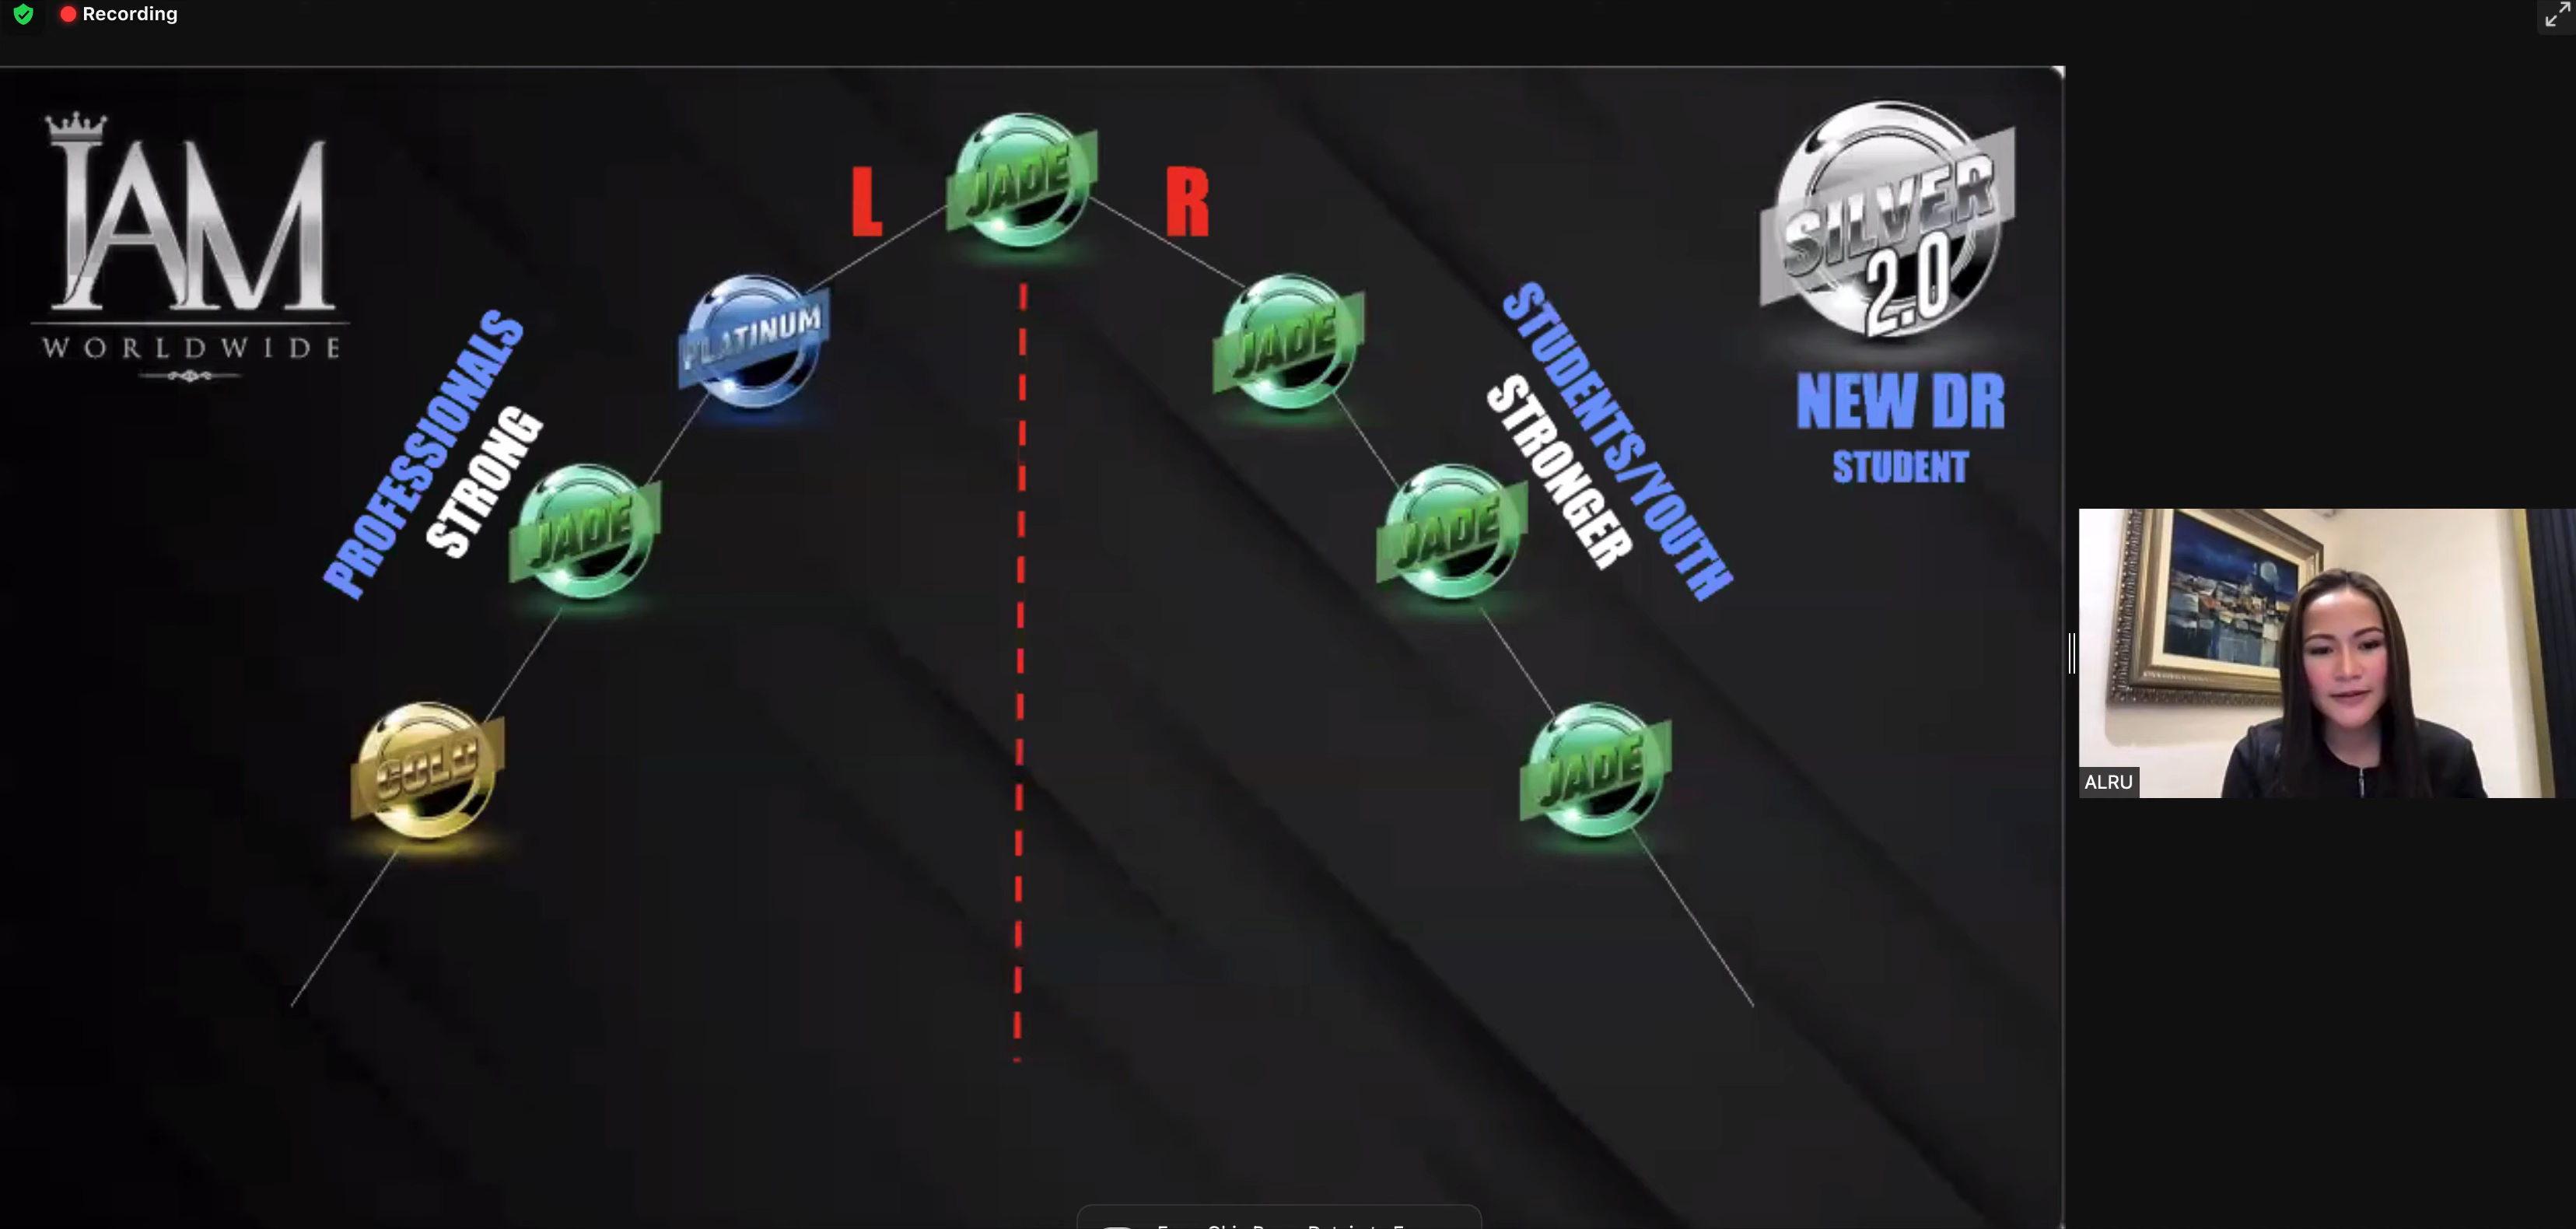 Recording
IAM
WORLDWIDE
L
JADE
R
SILVER
2.0
NEW DR
STUDENT
PLATINUM
JADE
PROFESSIONALS
STRONG
STUDENTS/YOUTH
STRONGER
JADE
JADE
GOLD
JADE
ALRU